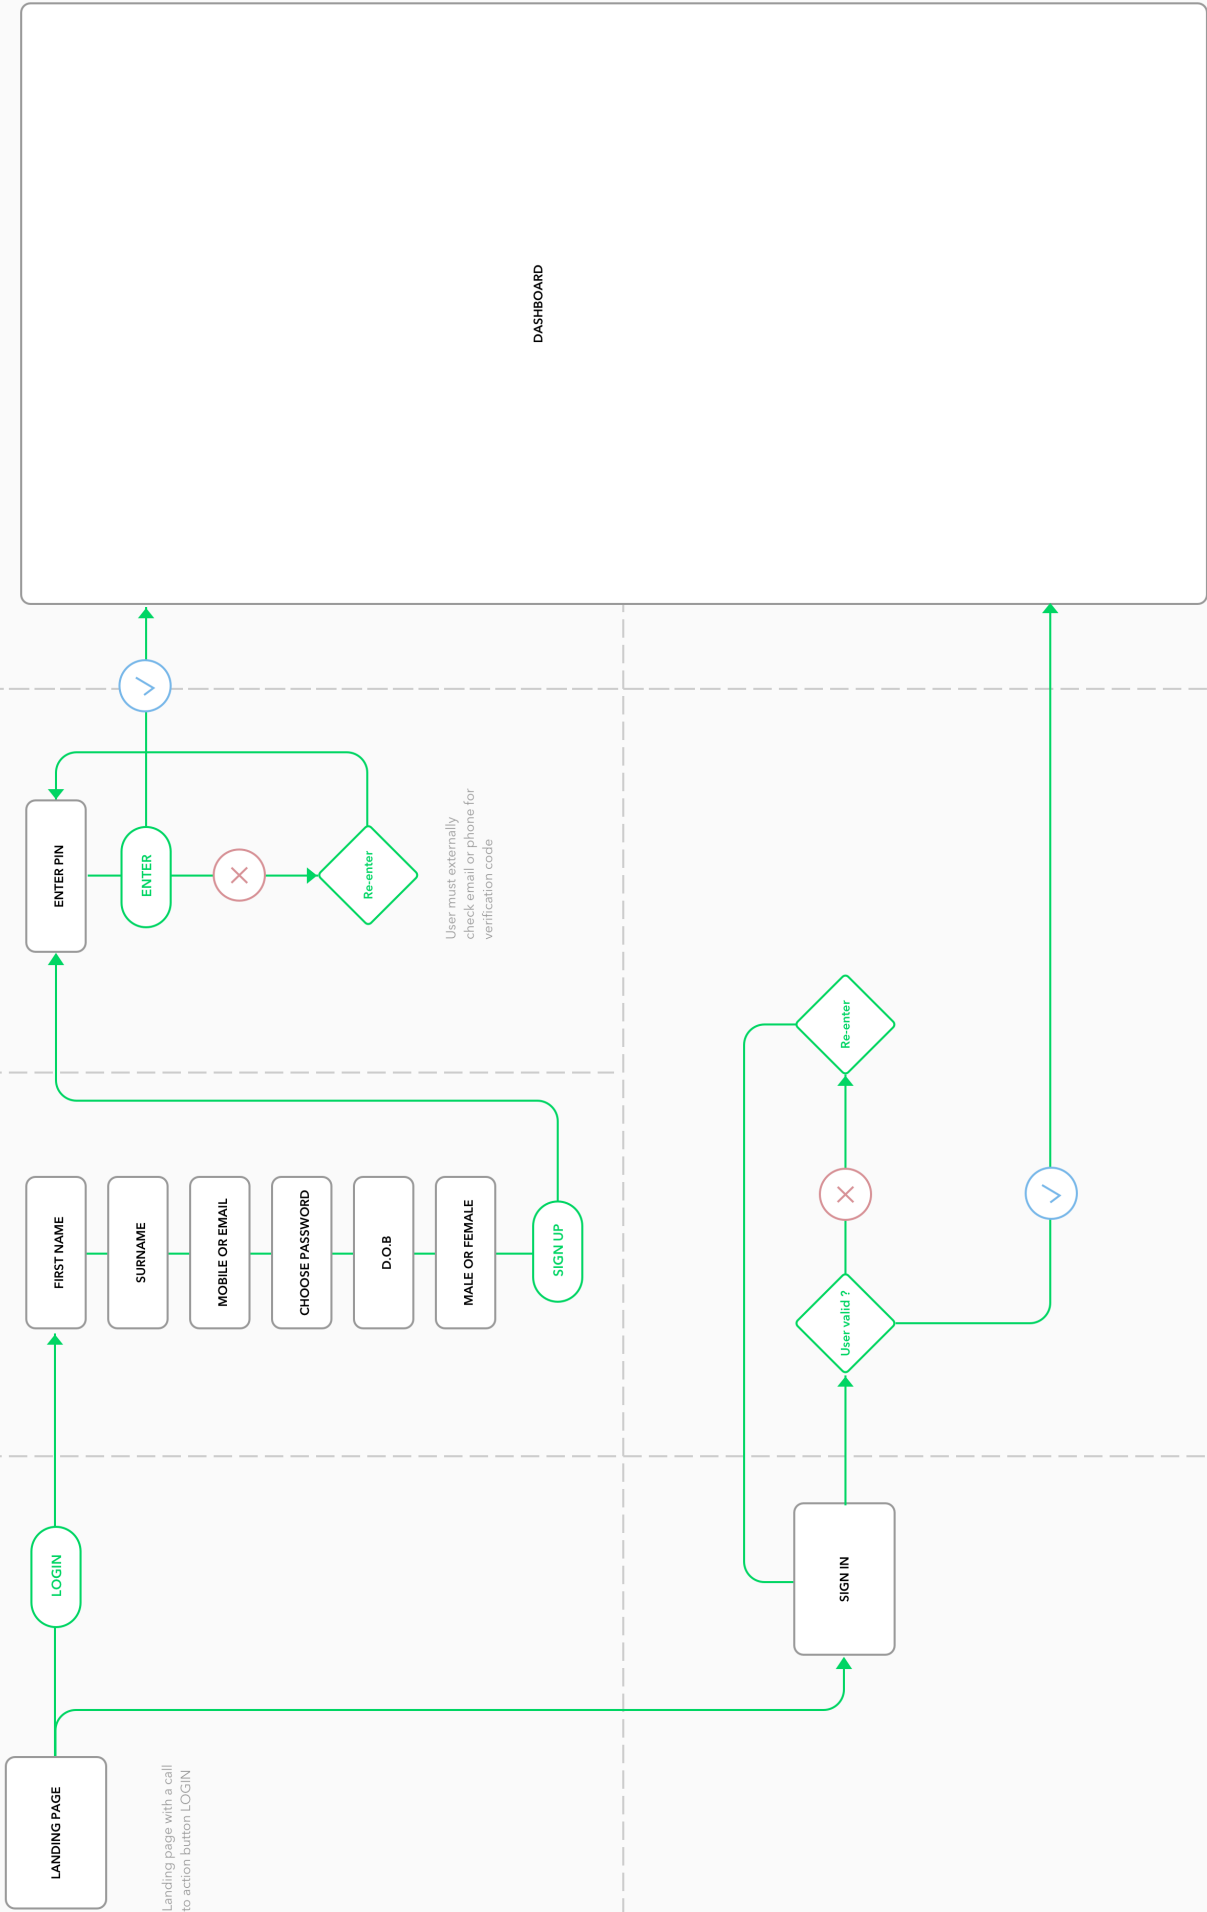 LANDING PAGE
Landing page with a call
to action button LOGIN
LOGIN
FIRST NAME
SURNAME
MOBILE OR EMAIL
CHOOSE PASSWORD
D.O.B
MALE OR FEMALE
SIGN UP
ENTER PIN
ENTER
Re-enter
User must externally
check email or phone for
verification code
SIGN IN
User valid ?
Re-enter
DASHBOARD